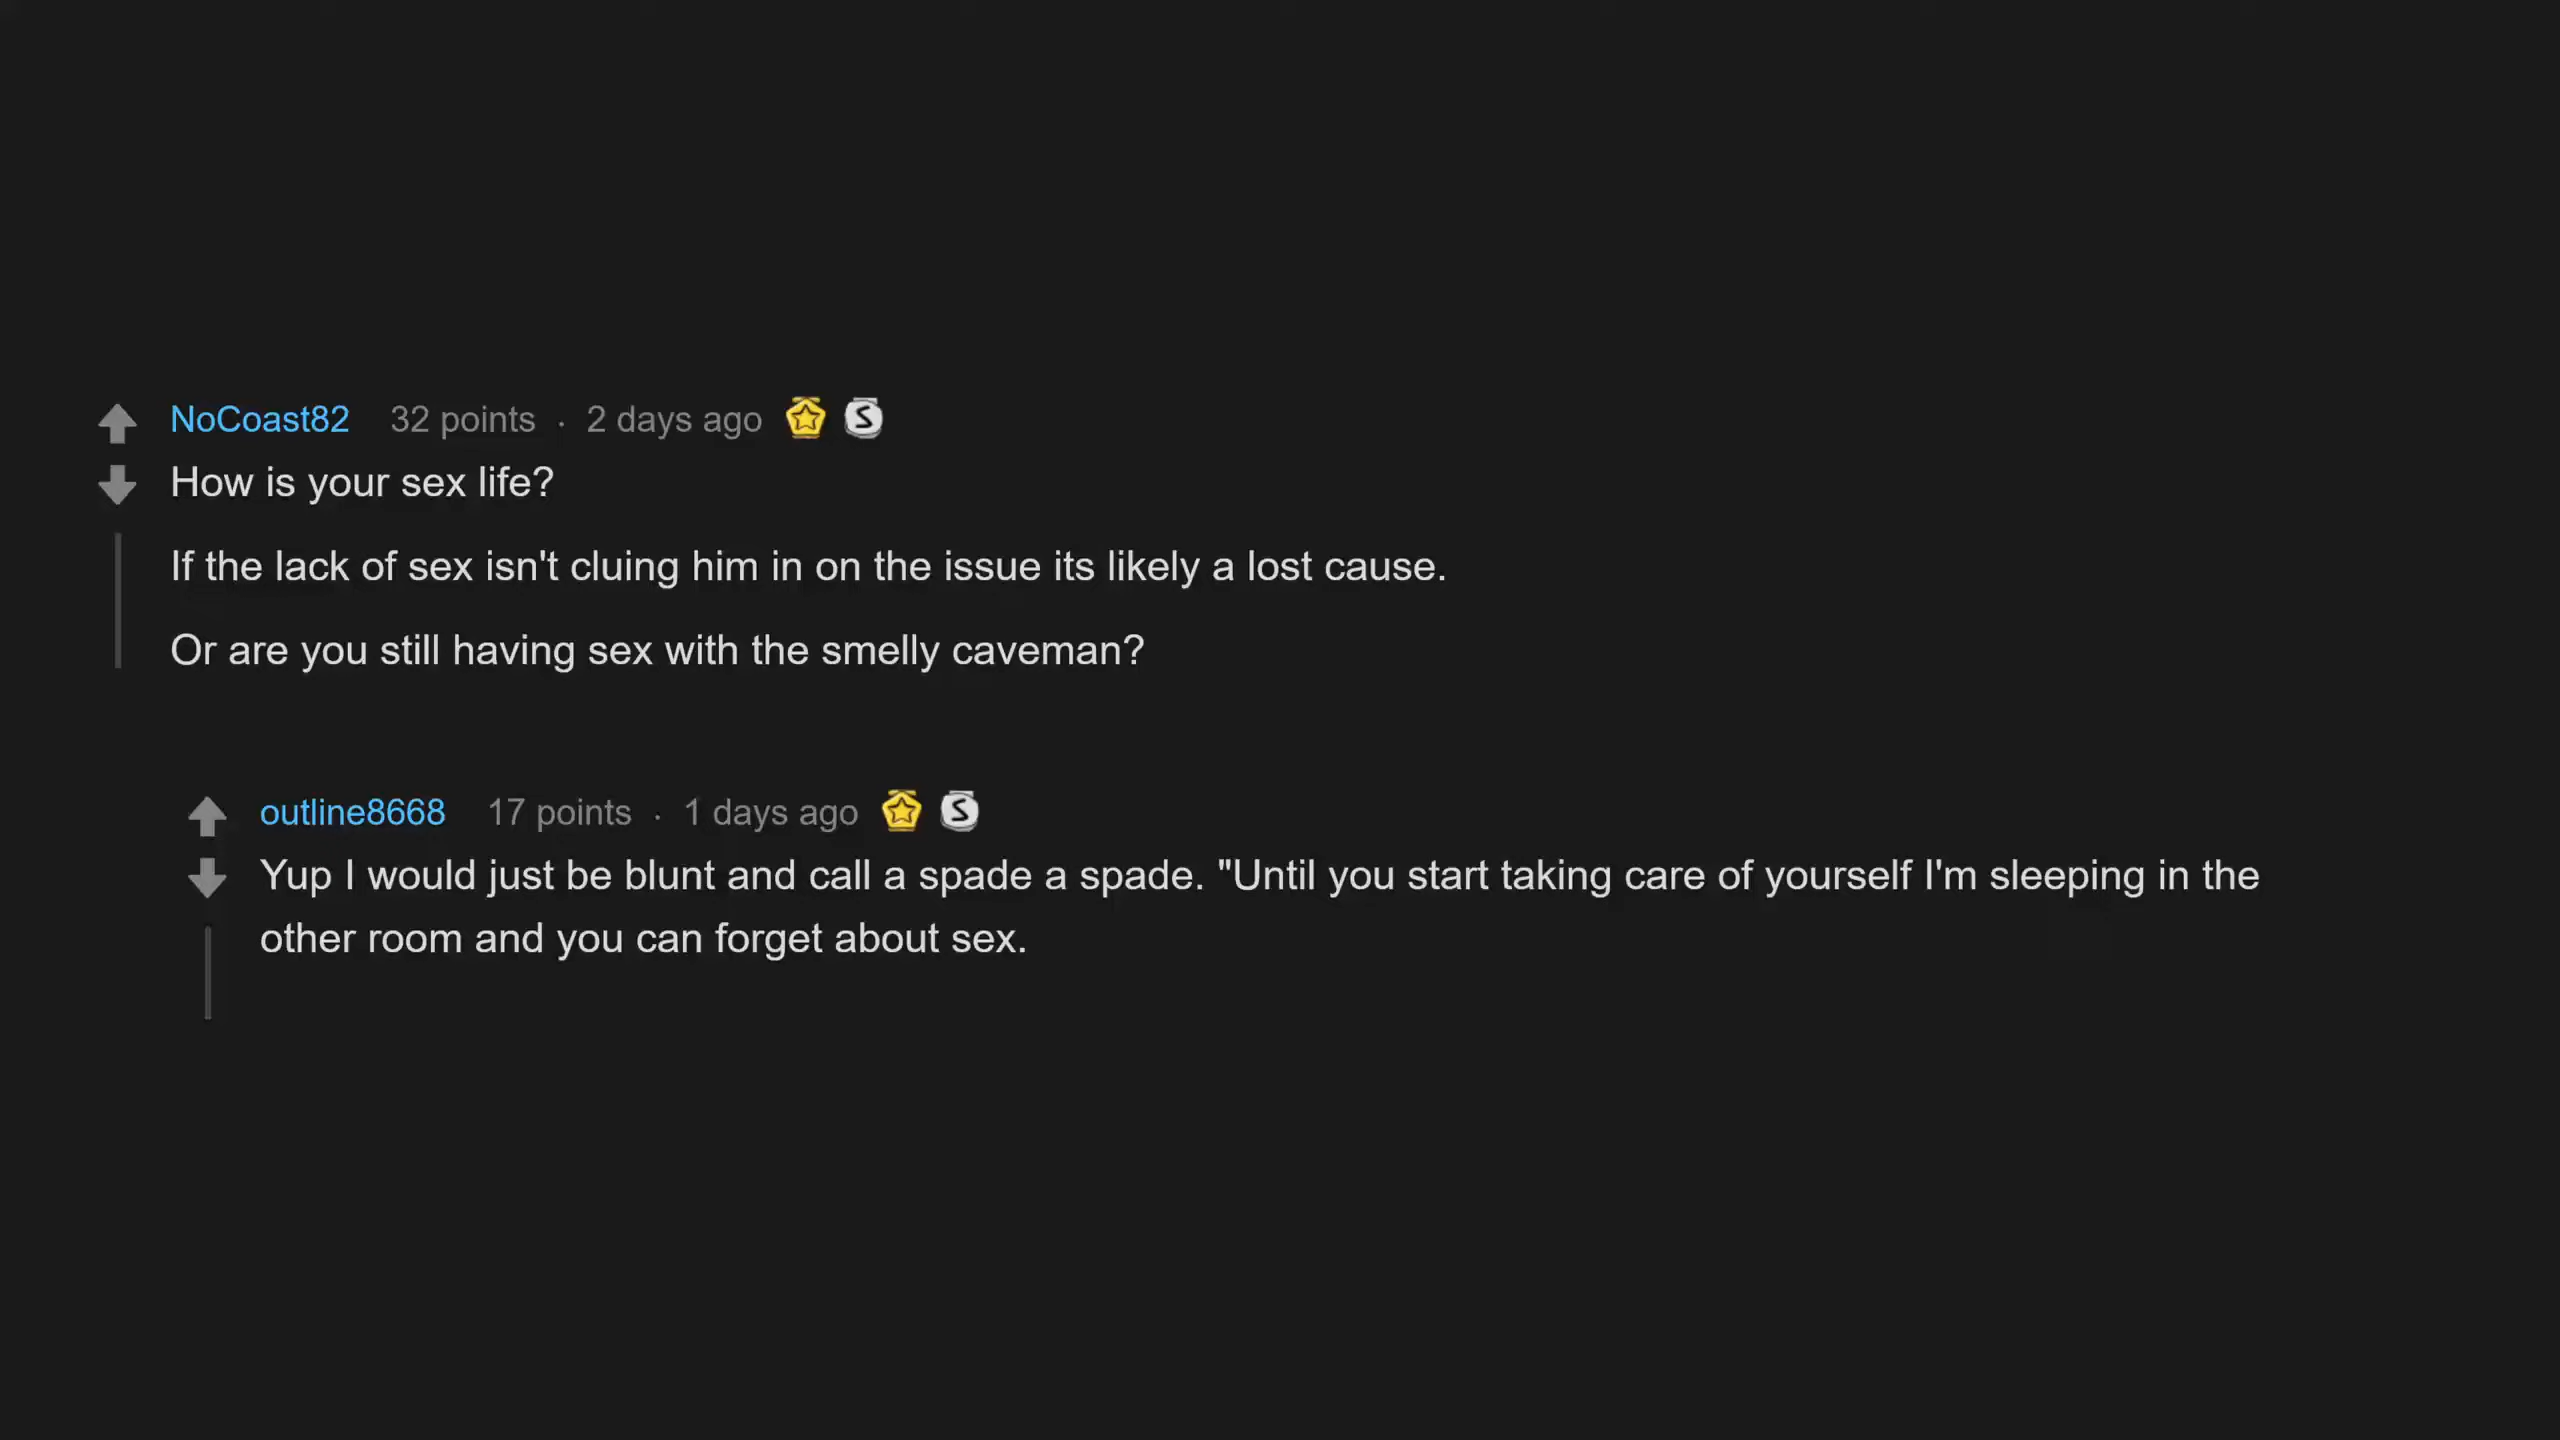 NoCoast82 32 points · 2 days ago S
How is your sex life?
If the lack of sex isn't cluing him in on the issue its likely a lost cause.
Or are you still having sex with the smelly caveman?
outline8668 17 points · 1 days ago S
Yup I would just be blunt and call a spade a spade. "Until you start taking care of yourself I'm sleeping in the
other room and you can forget about sex.